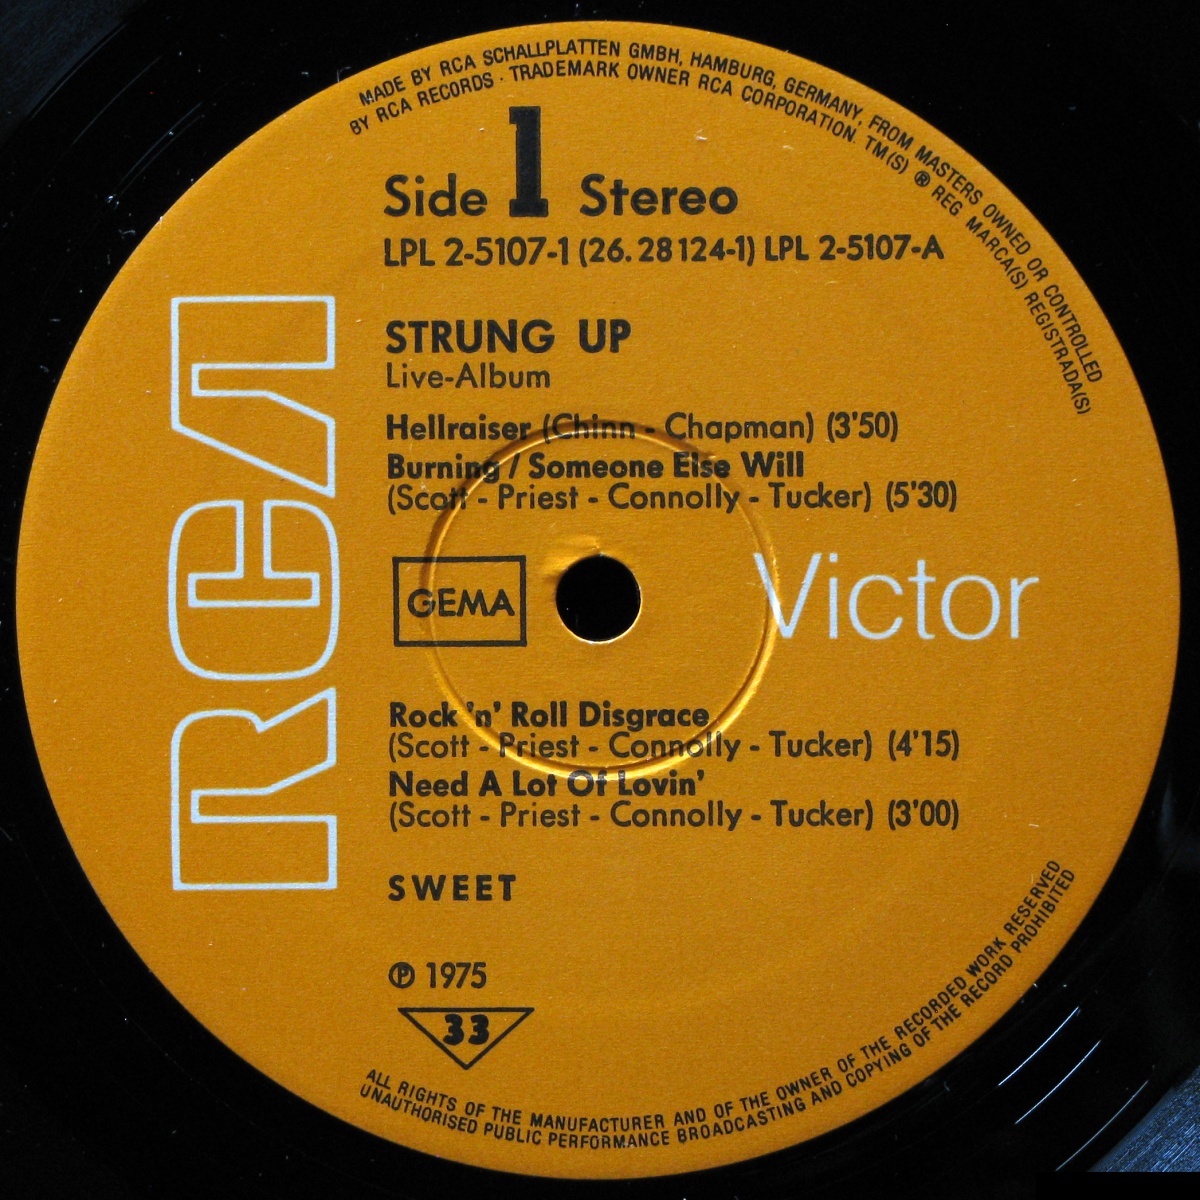 MADE BY RCA SCHALLPLATTEN GMBH, HAMBURG, GERMANY, FROM MASTERS OWNED OR CONTROLLED
BY RCA RECORDS · TRADEMARK OWNER RCA CORPORATION. TM(S) ® REG MARCA(S) REGISTRADA(S)
Side 1 Stereo
LPL 2-5107-1 (26.28124-1) LPL 2-5107-A
STRUNG UP
Live-Album
Hellraiser (Chinn - Chapman) (3'50)
Burning / Someone Else Will
(Scott - Priest - Connolly - Tucker) (5'30)
RCA
GEMA
Victor
Rock 'n' Roll Disgrace
(Scott - Priest - Connolly - Tucker) (4'15)
Need A Lot Of Lovin'
(Scott - Priest - Connolly - Tucker) (3'00)
SWEET
℗ 1975
33
ALL RIGHTS OF THE MANUFACTURER AND OF THE OWNER OF THE RECORDED WORK RESERVED
UNAUTHORISED PUBLIC PERFORMANCE BROADCASTING AND COPYING OF THE RECORD PROHIBITED